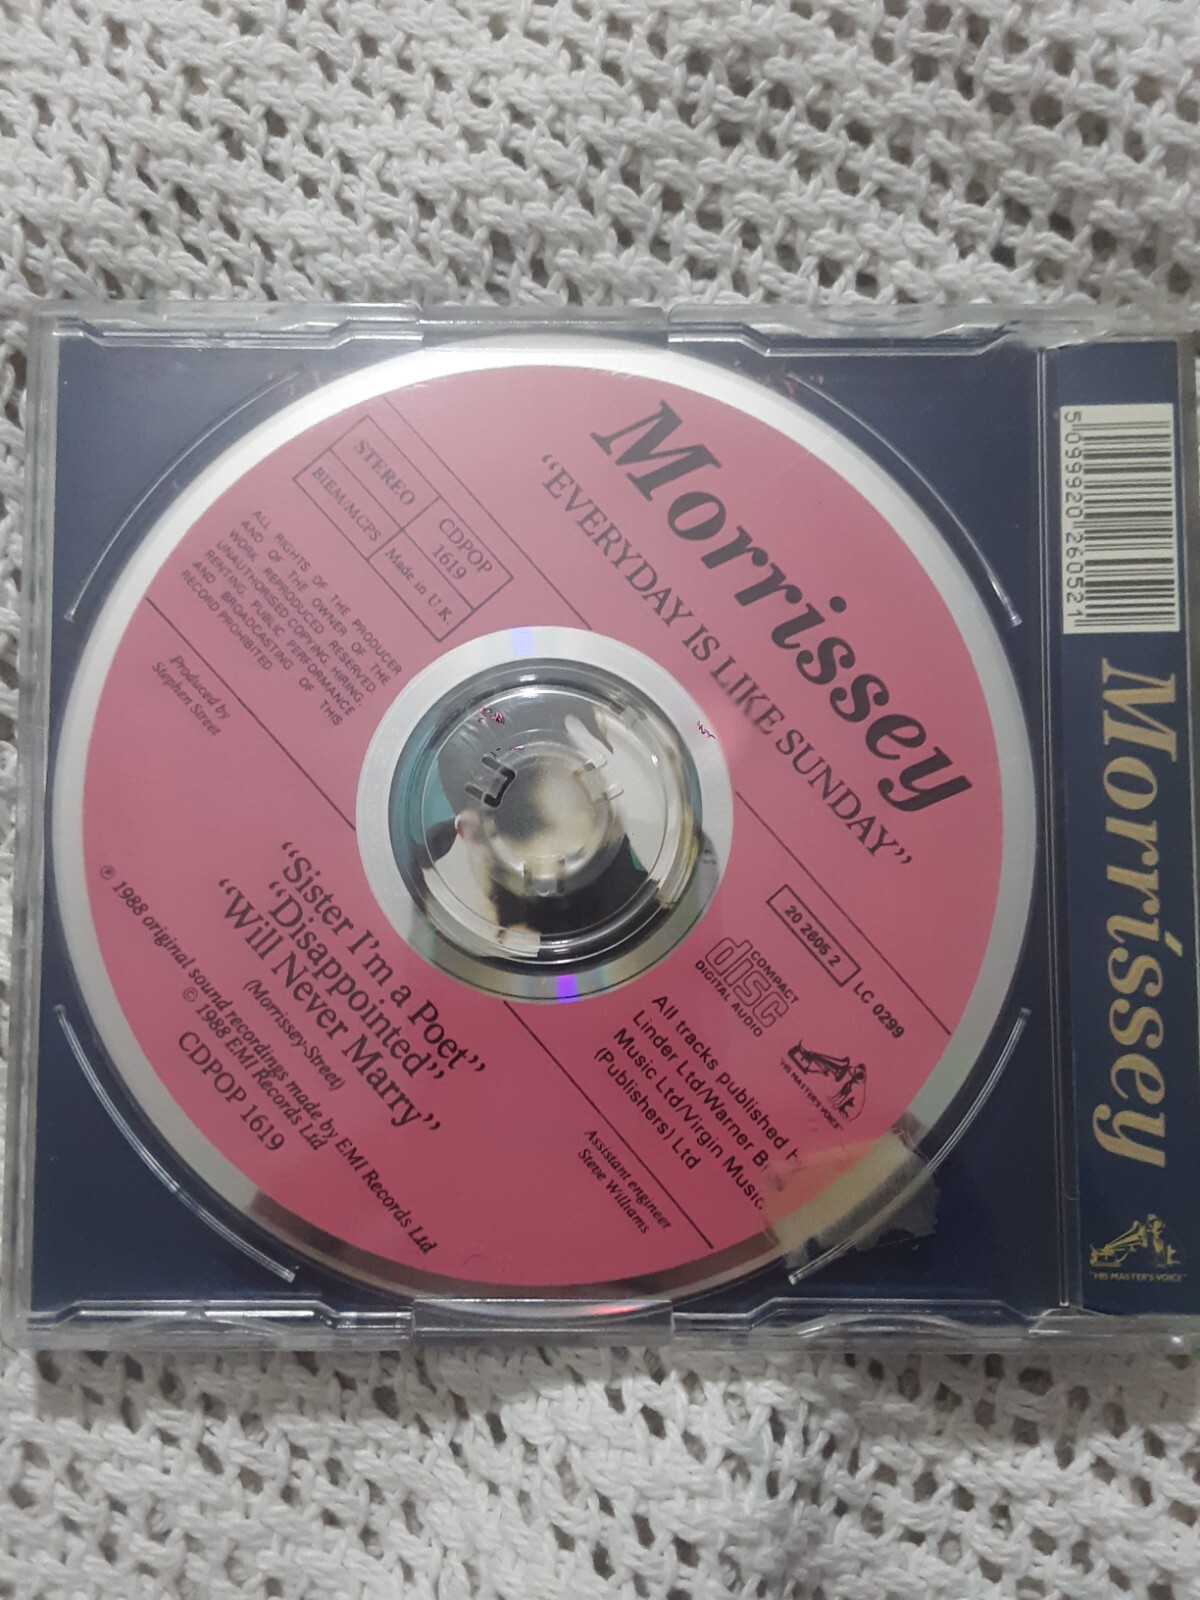 Morrissey
"EVERYDAY IS LIKE SUNDAY"
STEREO
CDPOP
1619
BIEM/MCPS
Made in U.K.
ALL RIGHTS OF THE PRODUCER
AND OF THE OWNER OF THE
WORK REPRODUCED RESERVED.
UNAUTHORISED COPYING, HIRING,
RENTING, PUBLIC PERFORMANCE
AND BROADCASTING OF THIS
RECORD PROHIBITED
Produced by
Stephen Street
20 2605 2
LC 0299
COMPACT
disc
DIGITAL AUDIO
"HIS MASTER'S VOICE"
All tracks published
Linder Ltd/Warner
Music Ltd/Virgin Music
(Publishers) Ltd
Assistant engineer
Steve Williams
"Sister I'm a Poet"
"Disappointed"
"Will Never Marry"
(Morrissey-Street)
℗ 1988 original sound recordings made by EMI Records Ltd
© 1988 EMI Records Ltd
CDPOP 1619
5 099920 260521
Morrissey
"HIS MASTER'S VOICE"